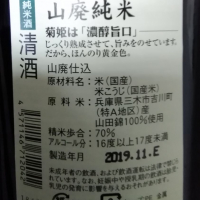 純米酒
清酒
山廃純米
菊姫は「濃醇旨口」
じっくり熟成させて、旨みをのせています。
だから、ほんのり黄金色。
山廃仕込
原材料名：米（国産）
米こうじ（国産米）
原料米：兵庫県三木市吉川町
（特A地区）産
山田錦100%使用
精米歩合：70%
アルコール分：16度以上17度未満
製造年月 2019.11.E